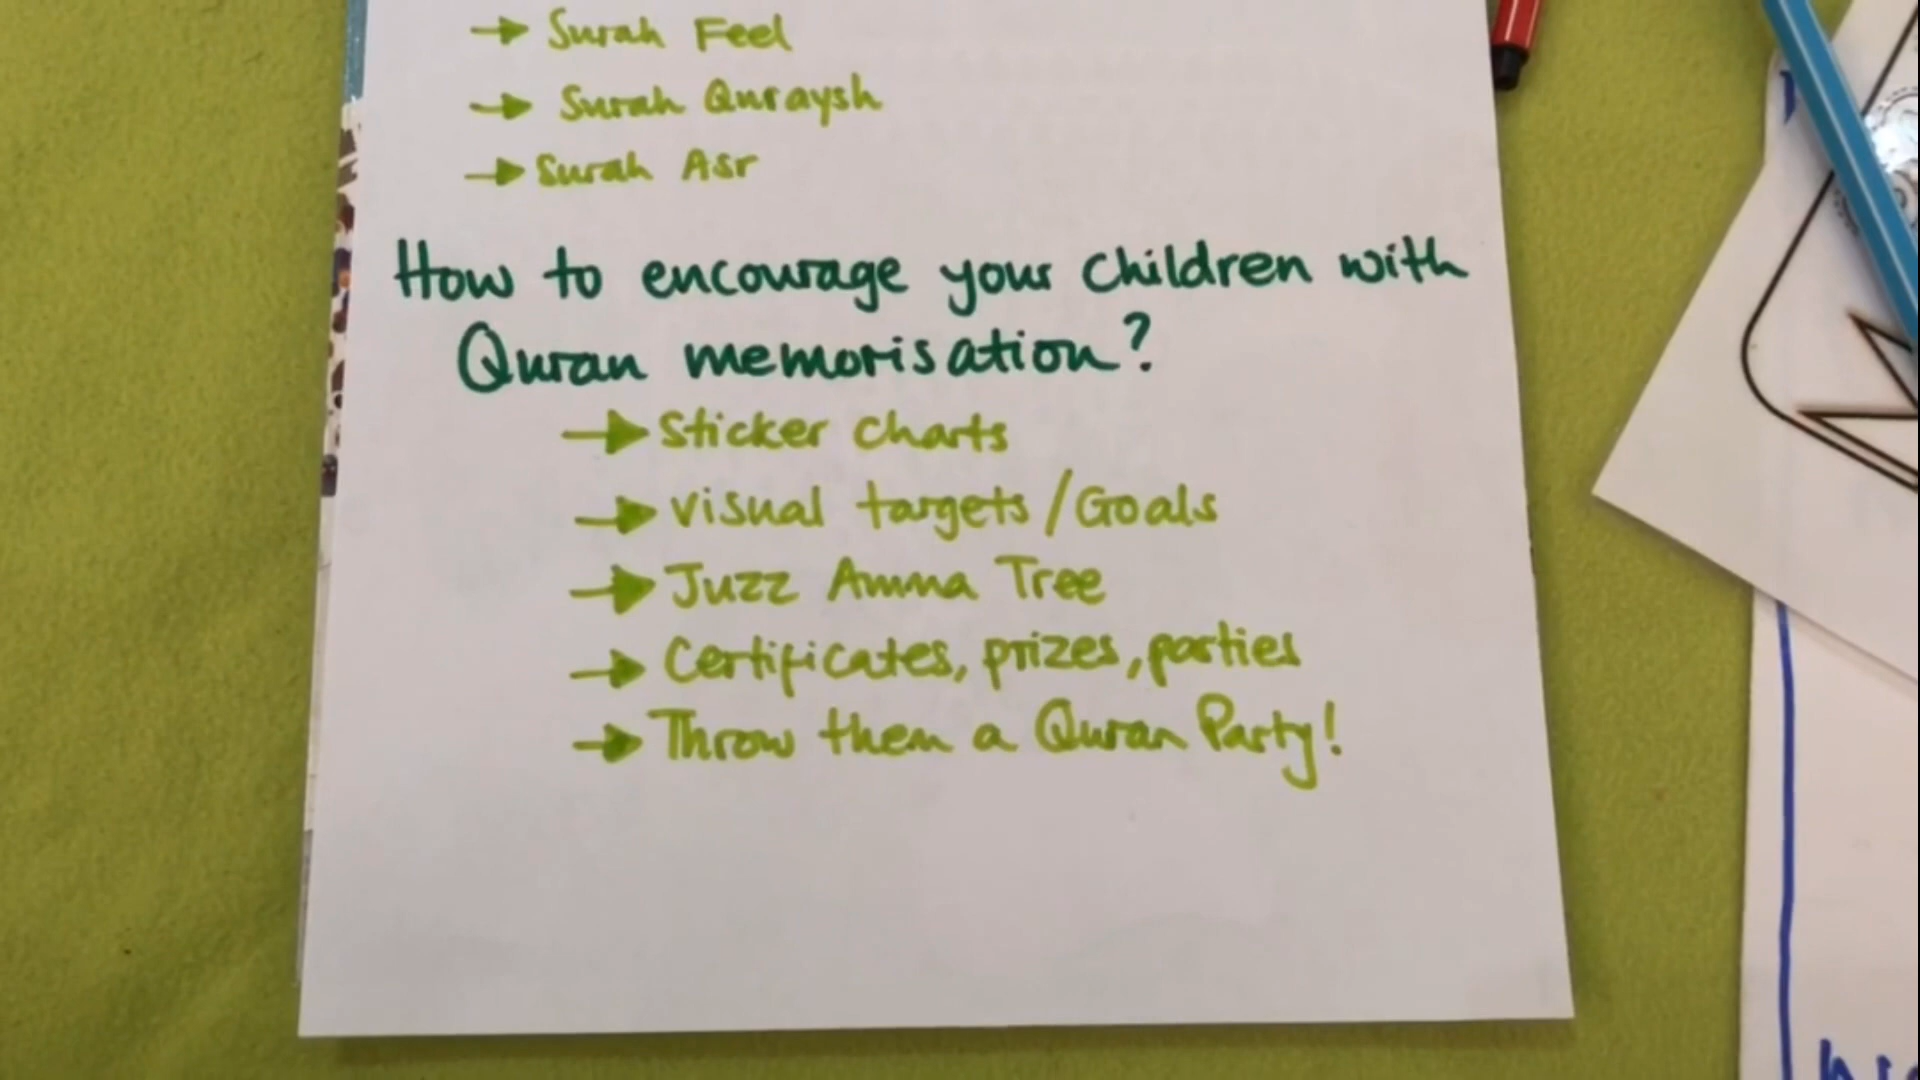 → Surah Feel
→ Surah Quraysh
→ Surah Asr
How to encourage your children with
Quran memorisation?
→ Sticker charts
→ Visual targets/Goals
→ Juzz Amma Tree
→ Certificates, prizes, parties
→ Throw them a Quran Party!